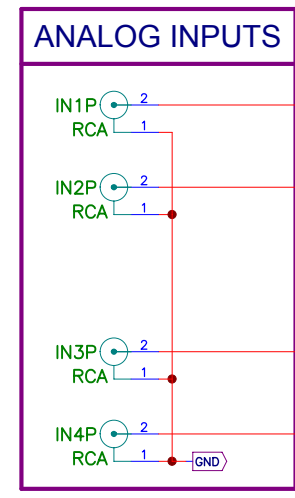 ANALOG INPUTS
IN1P 2
RCA 1
IN2P 2
RCA 1
IN3P 2
RCA 1
IN4P 2
RCA 1 GND